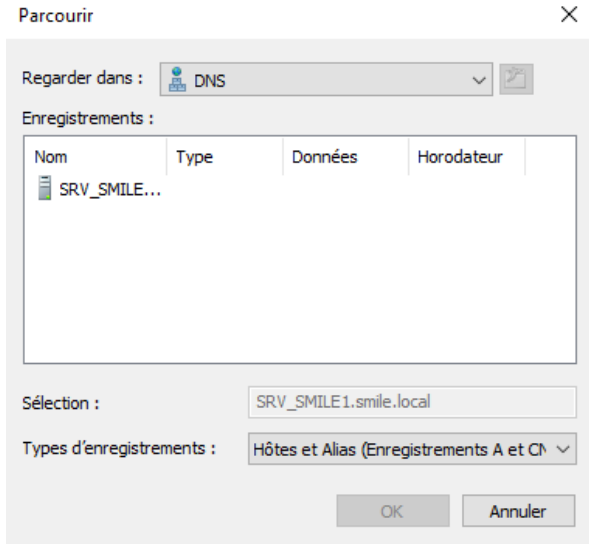 Parcourir
Regarder dans : DNS
Enregistrements :
Nom Type Données Horodateur
SRV_SMILE...
Sélection : SRV_SMILE1.smile.local
Types d'enregistrements : Hôtes et Alias (Enregistrements A et CN
OK Annuler